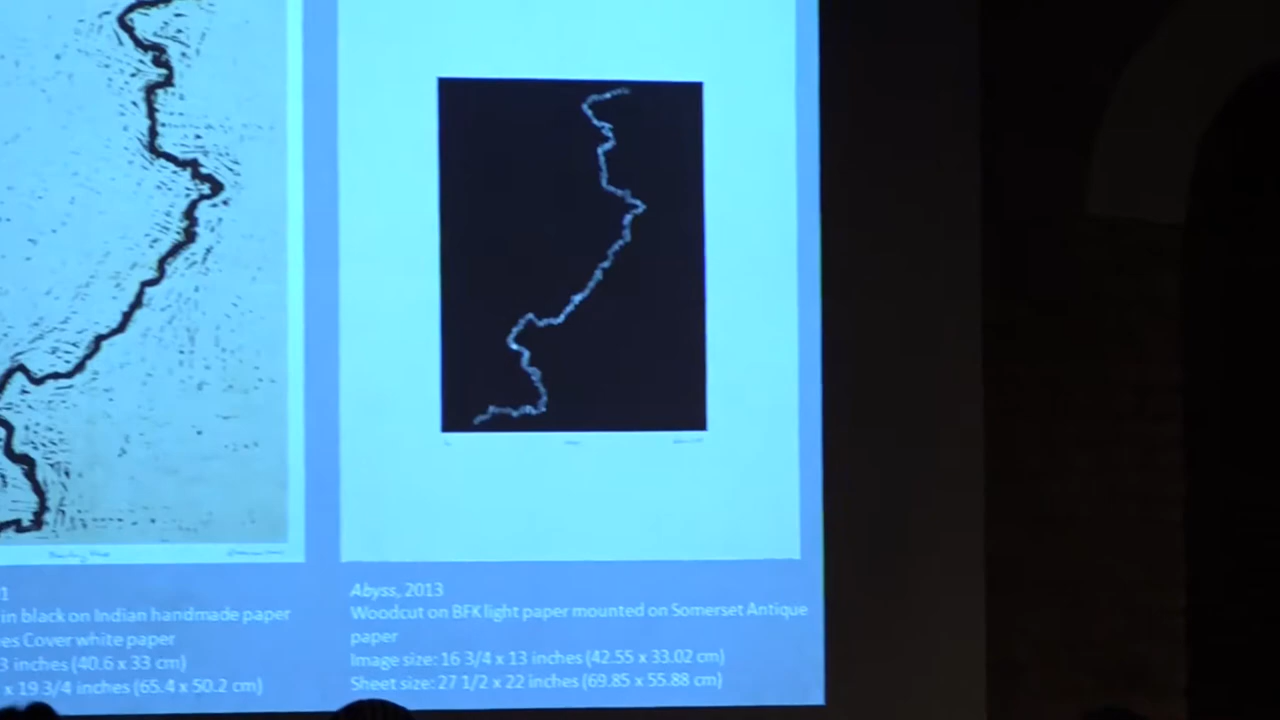 1
in black on Indian handmade paper
es Cover white paper
3 inches (40.6 x 33 cm)
x 19 3/4 inches (65.4 x 50.2 cm)
Abyss, 2013
Woodcut on BFK light paper mounted on Somerset Antique
paper
Image size: 16 3/4 x 13 inches (42.55 x 33.02 cm)
Sheet size: 27 1/2 x 22 inches (69.85 x 55.88 cm)